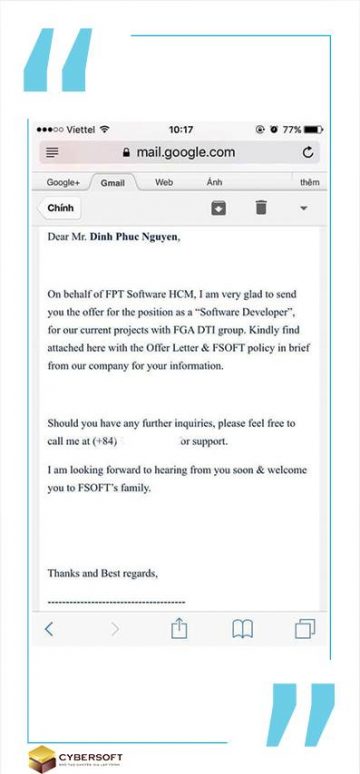 Viettel 10:17 77%
mail.google.com
Google+ Gmail Web Ảnh thêm
Chính
Dear Mr. Dinh Phuc Nguyen,
On behalf of FPT Software HCM, I am very glad to send
you the offer for the position as a “Software Developer”,
for our current projects with FGA DTI group. Kindly find
attached here with the Offer Letter & FSOFT policy in brief
from our company for your information.
Should you have any further inquiries, please feel free to
call me at (+84) or support.
I am looking forward to hearing from you soon & welcome
you to FSOFT’s family.
Thanks and Best regards,
------------------------------------
CYBERSOFT